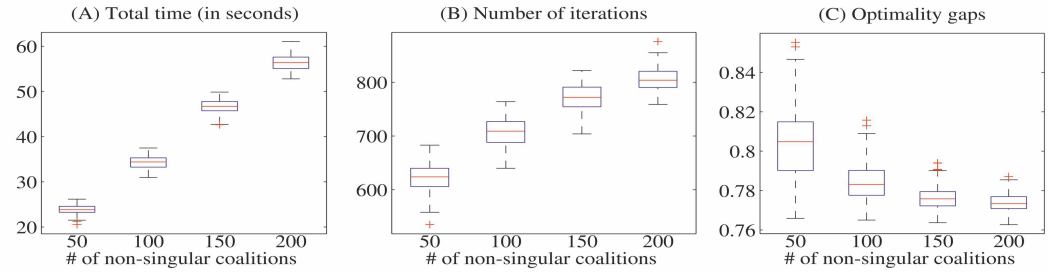 (A) Total time (in seconds)
60
50
40
30
20
50 100 150 200
# of non-singular coalitions
(B) Number of iterations
800
700
600
50 100 150 200
# of non-singular coalitions
(C) Optimality gaps
0.84
0.82
0.8
0.78
0.76
50 100 150 200
# of non-singular coalitions